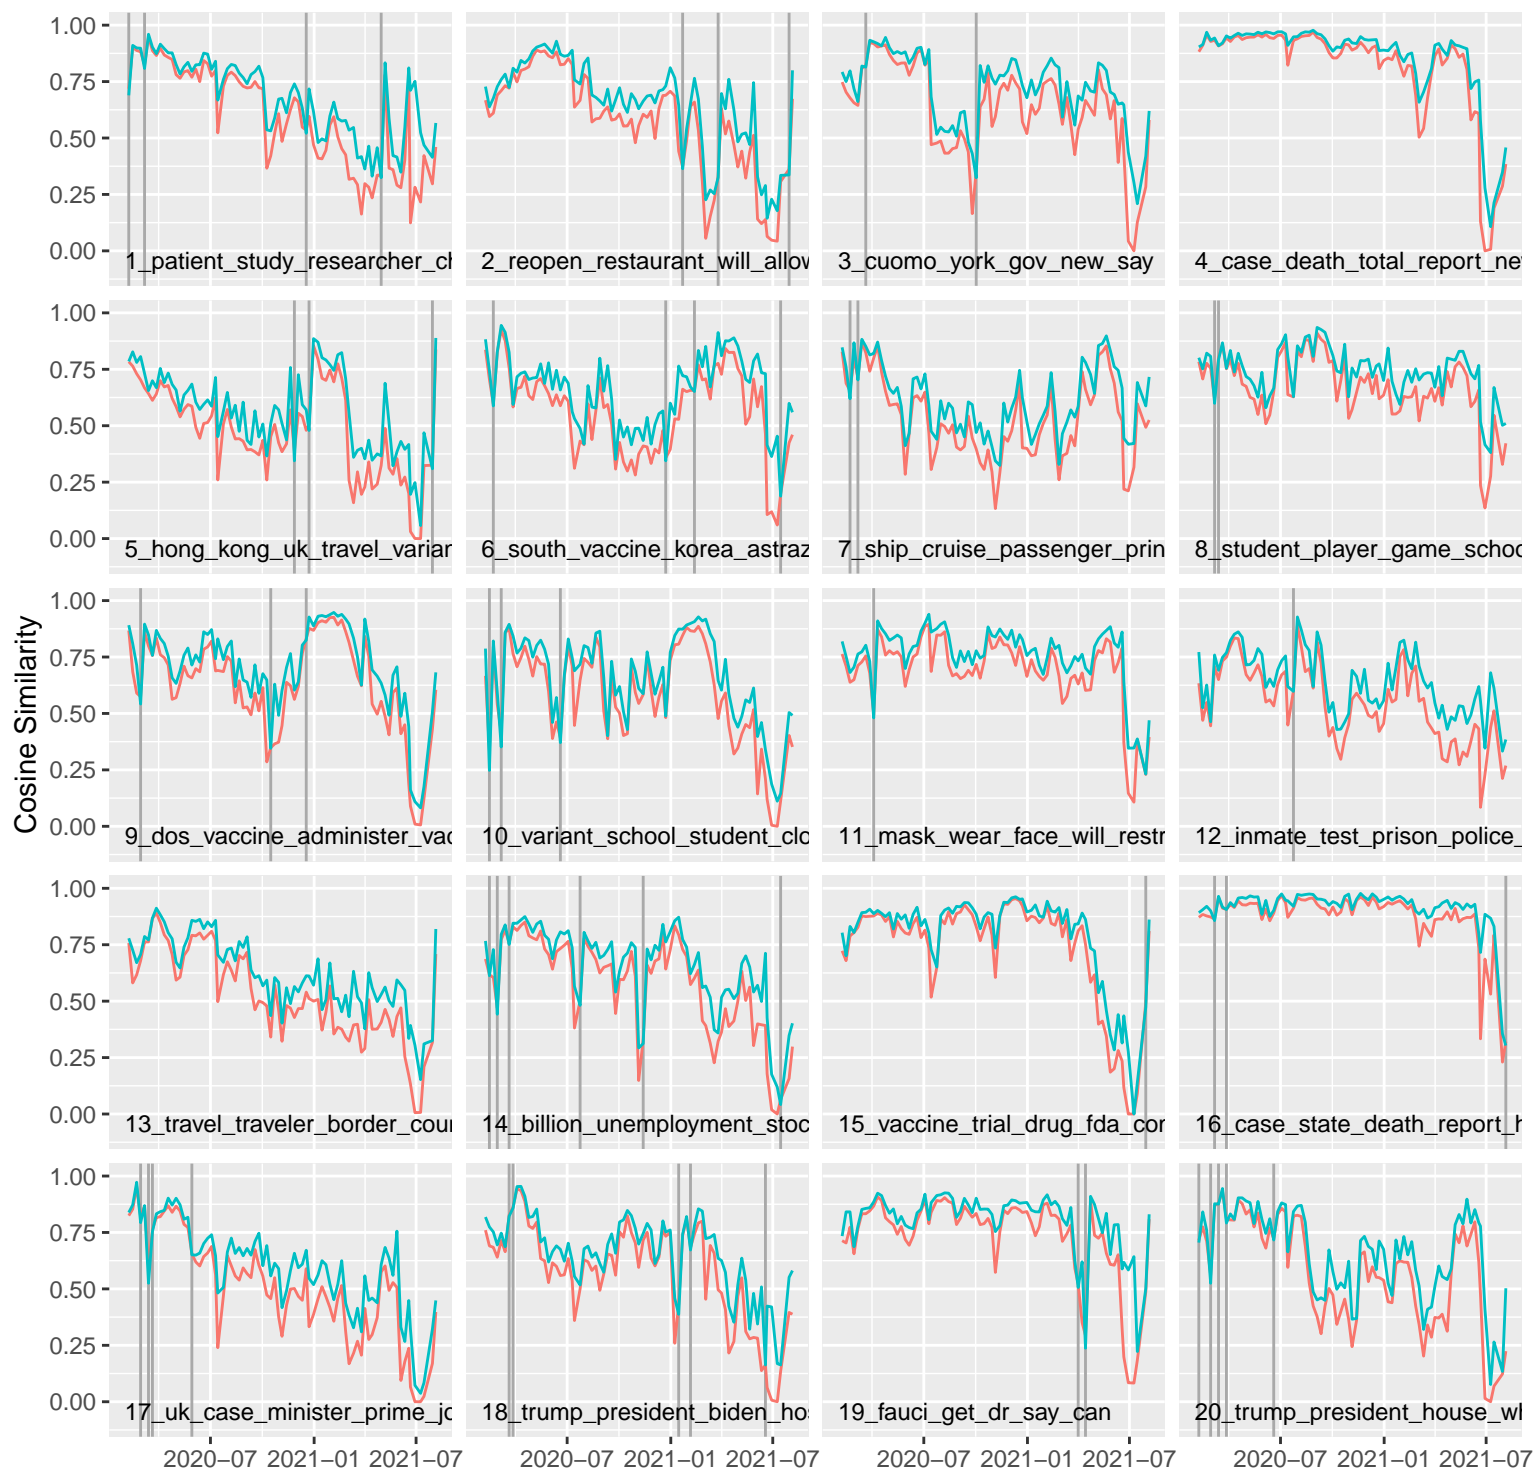 1.00
0.75
0.50
0.25
0.00
1_patient_study_researcher_ch
2_reopen_restaurant_will_allow
3_cuomo_york_gov_new_say
4_case_death_total_report_ne
1.00
0.75
0.50
0.25
0.00
5_hong_kong_uk_travel_varian
6_south_vaccine_korea_astraz
7_ship_cruise_passenger_prin
8_student_player_game_schoo
Cosine Similarity
1.00
0.75
0.50
0.25
0.00
9_dos_vaccine_administer_vac
10_variant_school_student_clo
11_mask_wear_face_will_restr
12_inmate_test_prison_police_
1.00
0.75
0.50
0.25
0.00
13_travel_traveler_border_cour
14_billion_unemployment_stoc
15_vaccine_trial_drug_fda_cor
16_case_state_death_report_h
1.00
0.75
0.50
0.25
0.00
17_uk_case_minister_prime_jo
18_trump_president_biden_hos
19_fauci_get_dr_say_can
20_trump_president_house_wh
2020−07 2021−01 2021−07
2020−07 2021−01 2021−07
2020−07 2021−01 2021−07
2020−07 2021−01 2021−07